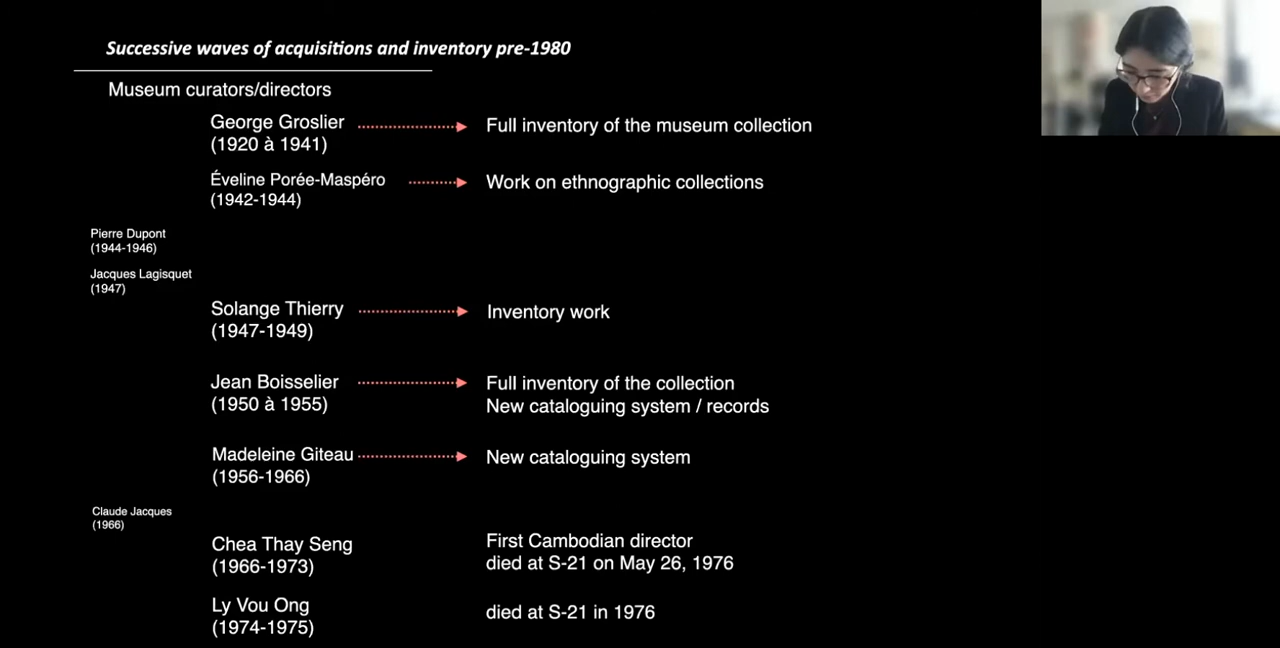 Successive waves of acquisitions and inventory pre-1980
Museum curators/directors
George Groslier
(1920 à 1941)
Full inventory of the museum collection
Éveline Porée-Maspéro
(1942-1944)
Work on ethnographic collections
Pierre Dupont
(1944-1946)
Jacques Lagisquet
(1947)
Solange Thierry
(1947-1949)
Inventory work
Jean Boisselier
(1950 à 1955)
Full inventory of the collection
New cataloguing system / records
Madeleine Giteau
(1956-1966)
New cataloguing system
Claude Jacques
(1966)
Chea Thay Seng
(1966-1973)
First Cambodian director
died at S-21 on May 26, 1976
Ly Vou Ong
(1974-1975)
died at S-21 in 1976